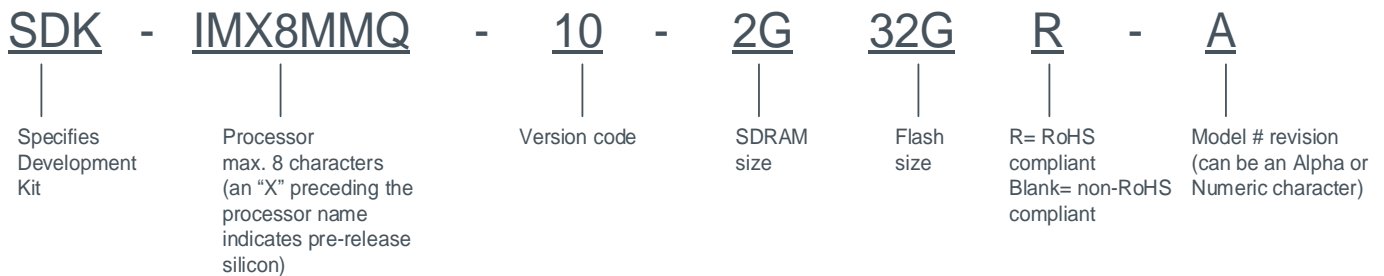 SDK - IMX8MMQ - 10 - 2G 32G R - A
Specifies
Development
Kit
Processor
max. 8 characters
(an “X” preceding the
processor name
indicates pre-release
silicon)
Version code
SDRAM
size
Flash
size
R= RoHS
compliant
Blank= non-RoHS
compliant
Model # revision
(can be an Alpha or
Numeric character)